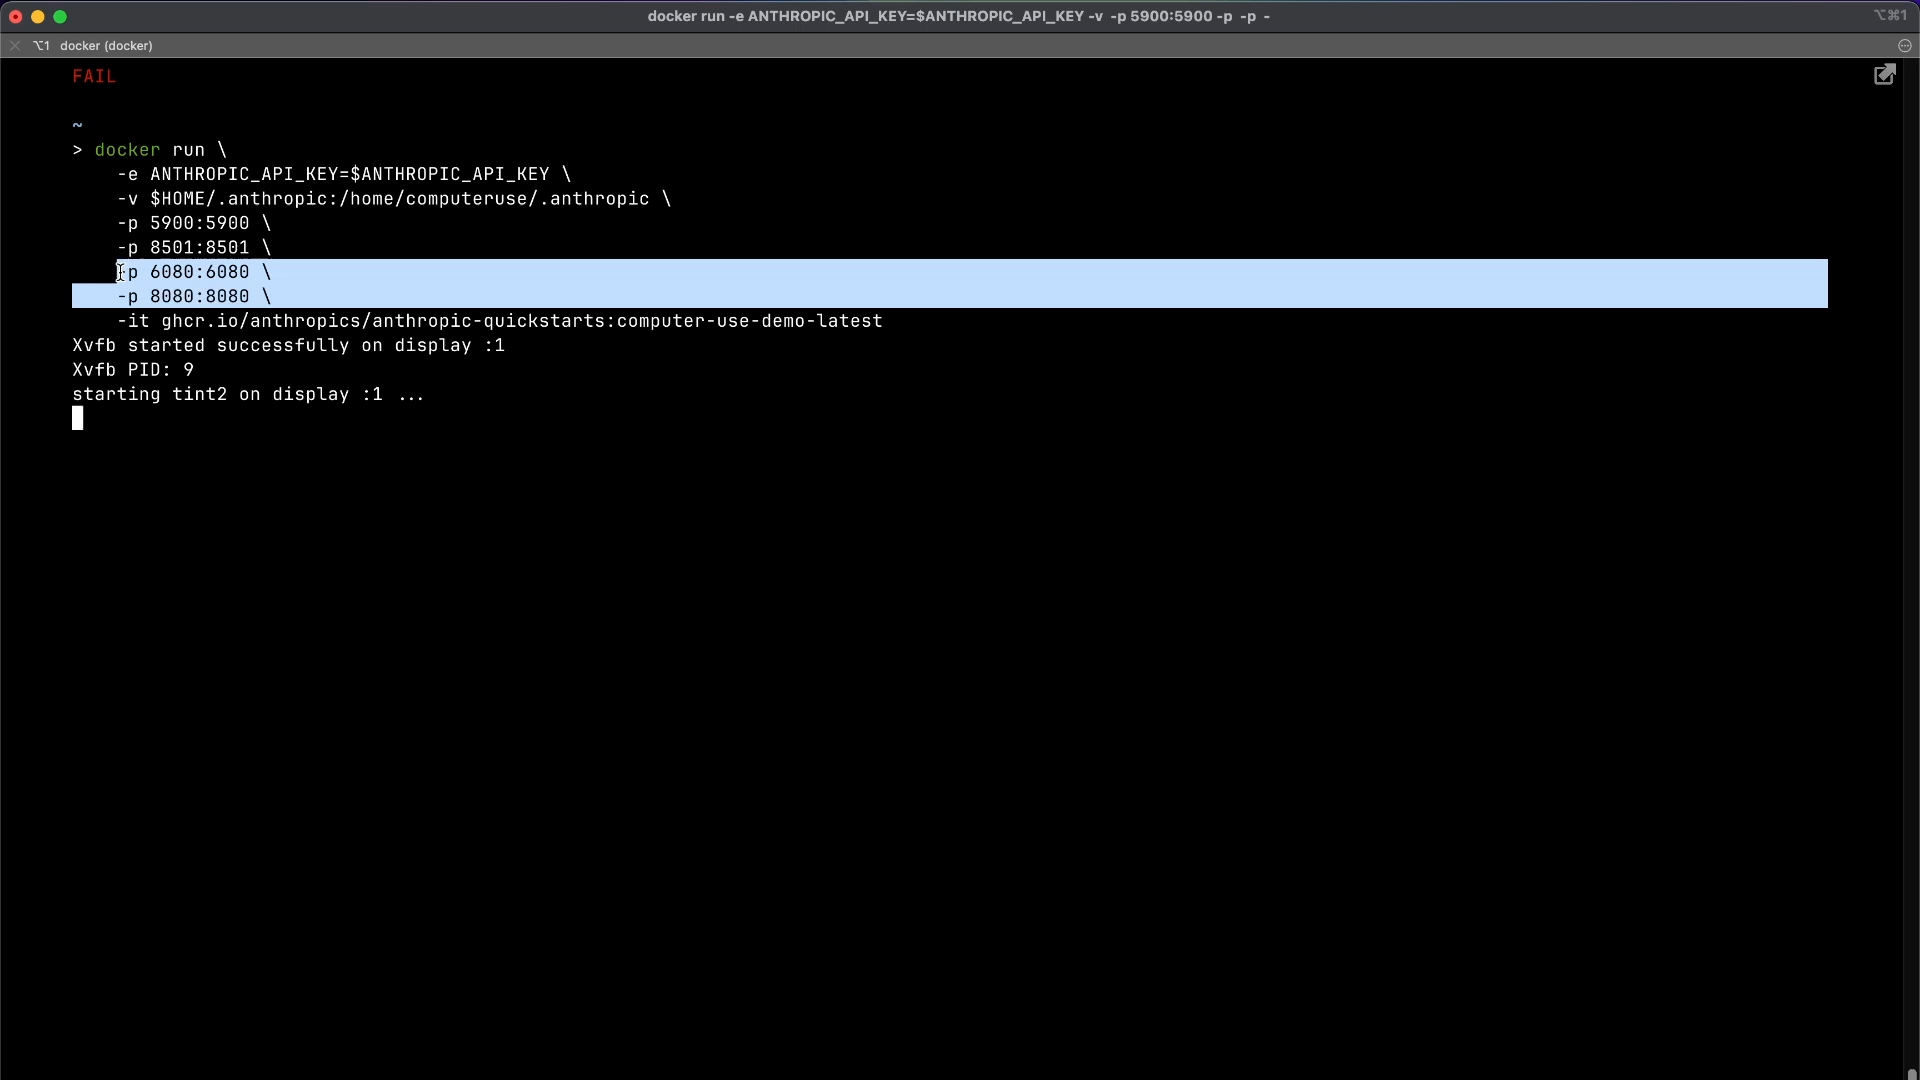 docker run -e ANTHROPIC_API_KEY=$ANTHROPIC_API_KEY -v -p 5900:5900 -p -p -
⌥⌘1
⌥1 docker (docker)
FAIL
~
> docker run \
-e ANTHROPIC_API_KEY=$ANTHROPIC_API_KEY \
-v $HOME/.anthropic:/home/computeruse/.anthropic \
-p 5900:5900 \
-p 8501:8501 \
-p 6080:6080 \
-p 8080:8080 \
-it ghcr.io/anthropics/anthropic-quickstarts:computer-use-demo-latest
Xvfb started successfully on display :1
Xvfb PID: 9
starting tint2 on display :1 ...